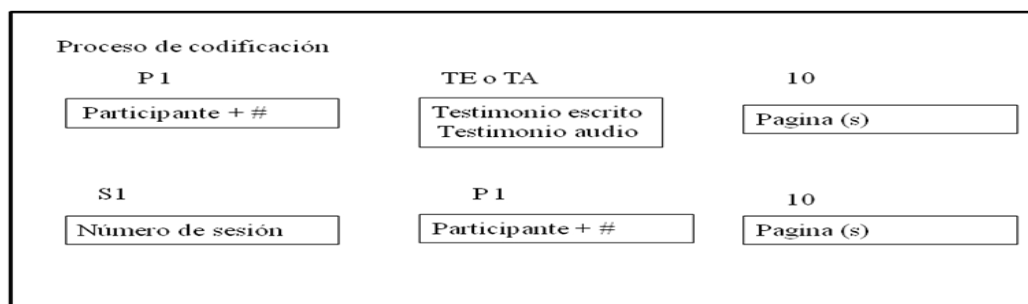 Proceso de codificación
P 1 TE o TA 10
Participante + # Testimonio escrito Pagina (s)
Testimonio audio
S1 P 1 10
Número de sesión Participante + # Pagina (s)